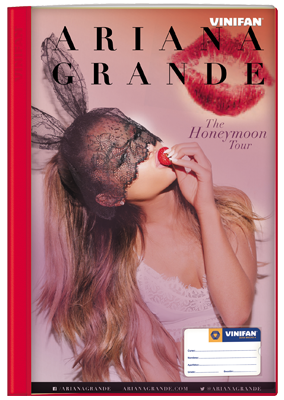 VINIFAN®
ARIANA
GRANDE
The
Honeymoon
Tour
VINIFAN
/ARIANAGRANDE ARIANAGRANDE.COM @ARIANAGRANDE